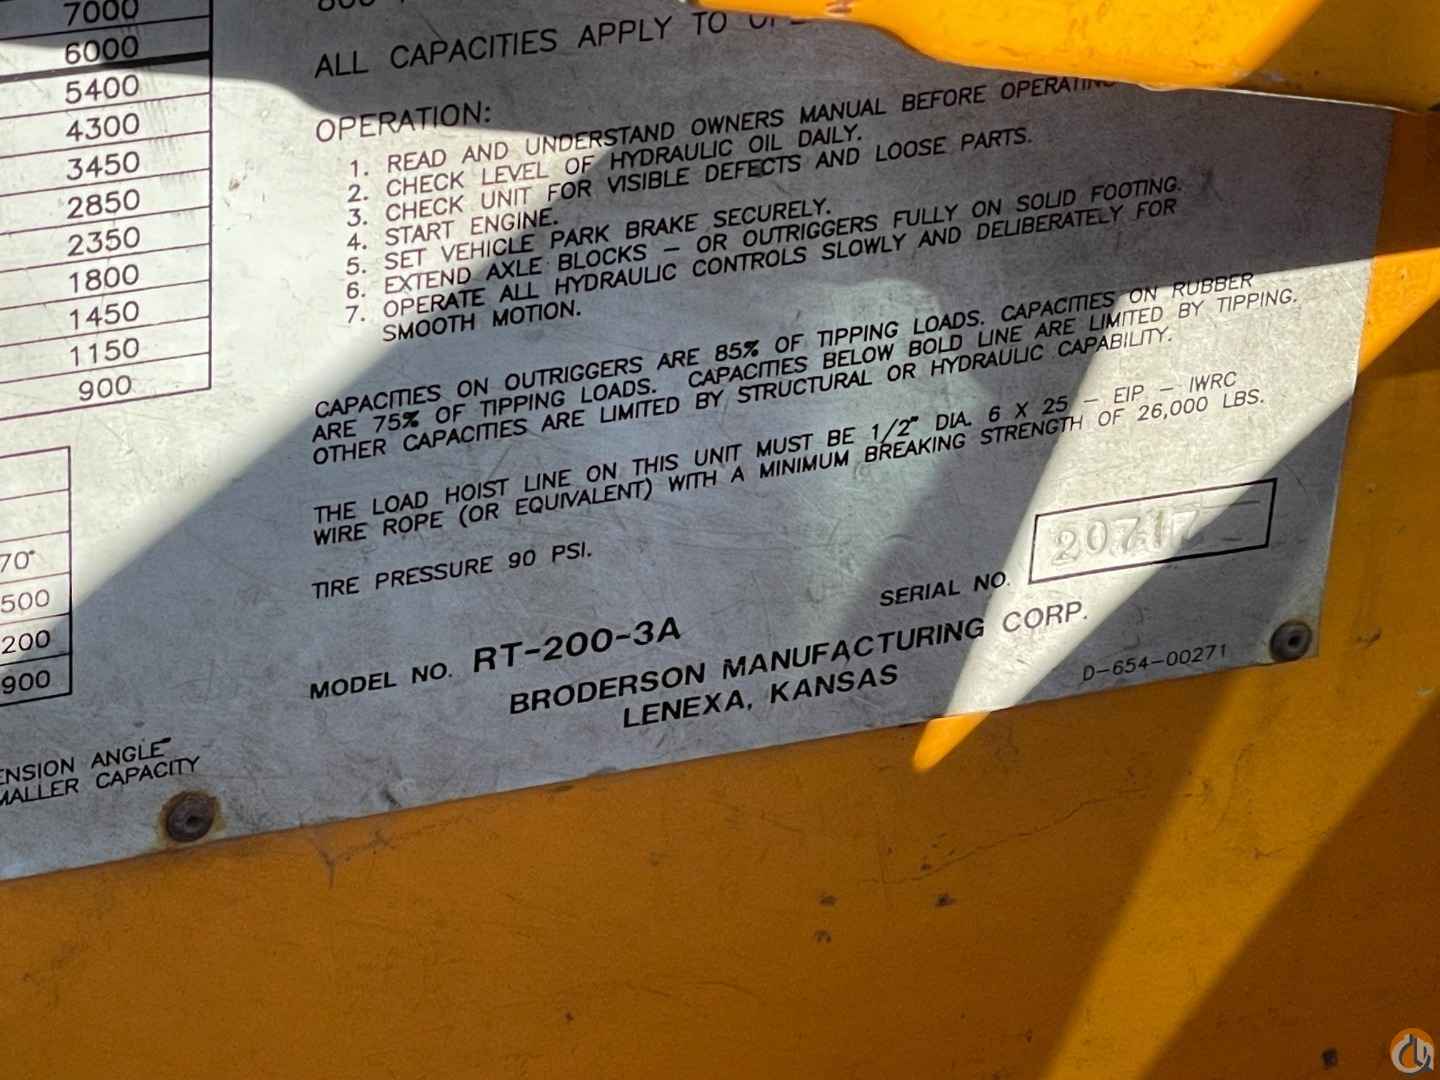 7000
6000
5400
4300
3450
2850
2350
1800
1450
1150
900
70°
500
200
900
ENSION ANGLE
MALLER CAPACITY
ALL CAPACITIES APPLY TO
OPERATION:
1. READ AND UNDERSTAND OWNERS MANUAL BEFORE OPERATING
2. CHECK LEVEL OF HYDRAULIC OIL DAILY.
3. CHECK UNIT FOR VISIBLE DEFECTS AND LOOSE PARTS.
4. START ENGINE.
5. SET VEHICLE PARK BRAKE SECURELY.
6. EXTEND AXLE BLOCKS – OR OUTRIGGERS FULLY ON SOLID FOOTING.
7. OPERATE ALL HYDRAULIC CONTROLS SLOWLY AND DELIBERATELY FOR
SMOOTH MOTION.
CAPACITIES ON OUTRIGGERS ARE 85% OF TIPPING LOADS. CAPACITIES ON RUBBER
ARE 75% OF TIPPING LOADS. CAPACITIES BELOW BOLD LINE ARE LIMITED BY TIPPING.
OTHER CAPACITIES ARE LIMITED BY STRUCTURAL OR HYDRAULIC CAPABILITY.
THE LOAD HOIST LINE ON THIS UNIT MUST BE 1/2" DIA. 6 X 25 – EIP – IWRC
WIRE ROPE (OR EQUIVALENT) WITH A MINIMUM BREAKING STRENGTH OF 26,000 LBS.
TIRE PRESSURE 90 PSI.
SERIAL NO. 20717
MODEL NO. RT-200-3A
BRODERSON MANUFACTURING CORP.
LENEXA, KANSAS
D-654-00271